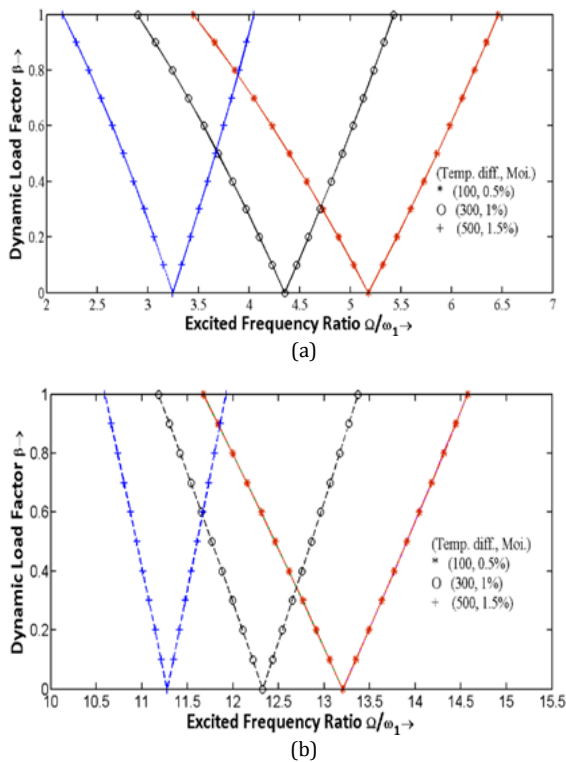 1
0.8
0.6
0.4
0.2
0
Dynamic Load Factor β→
(Temp. diff., Moi.)
* (100, 0.5%)
O (300, 1%)
+ (500, 1.5%)
2 2.5 3 3.5 4 4.5 5 5.5 6 6.5 7
Excited Frequency Ratio Ω/ω₁→
(a)
1
0.8
0.6
0.4
0.2
0
Dynamic Load Factor β→
(Temp. diff., Moi.)
* (100, 0.5%)
O (300, 1%)
+ (500, 1.5%)
10 10.5 11 11.5 12 12.5 13 13.5 14 14.5 15 15.5
Excited Frequency Ratio Ω/ω₁→
(b)